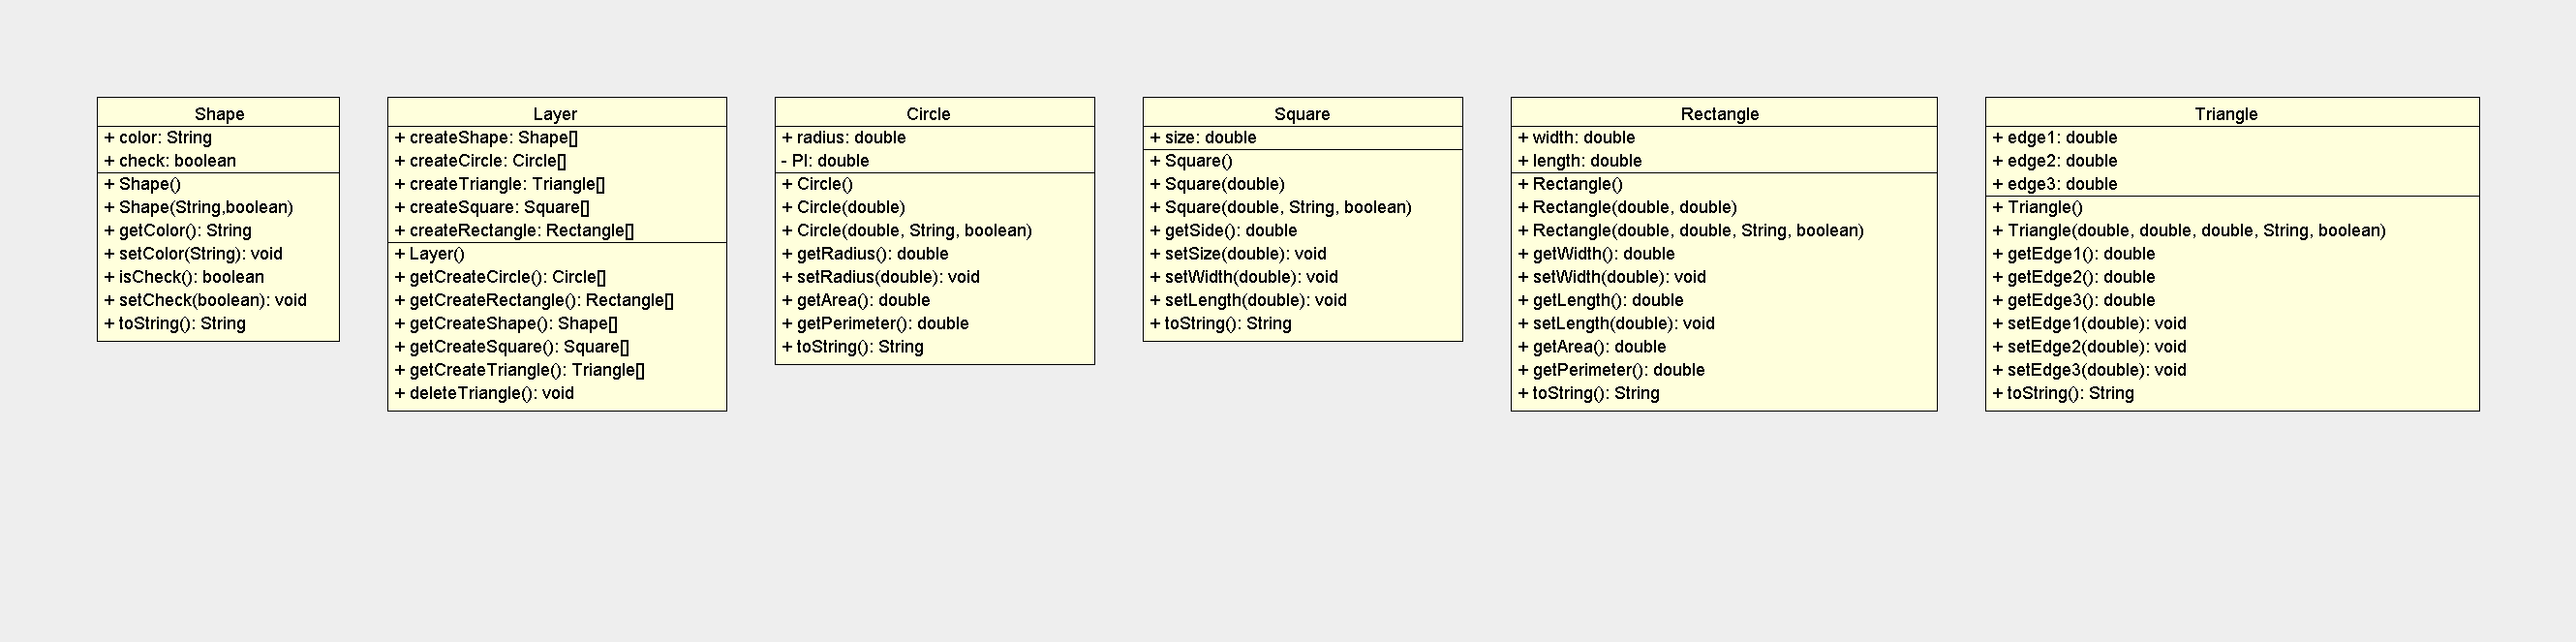 Shape
+ color: String
+ check: boolean
+ Shape()
+ Shape(String,boolean)
+ getColor(): String
+ setColor(String): void
+ isCheck(): boolean
+ setCheck(boolean): void
+ toString(): String
Layer
+ createShape: Shape[]
+ createCircle: Circle[]
+ createTriangle: Triangle[]
+ createSquare: Square[]
+ createRectangle: Rectangle[]
+ Layer()
+ getCreateCircle(): Circle[]
+ getCreateRectangle(): Rectangle[]
+ getCreateShape(): Shape[]
+ getCreateSquare(): Square[]
+ getCreateTriangle(): Triangle[]
+ deleteTriangle(): void
Circle
+ radius: double
- PI: double
+ Circle()
+ Circle(double)
+ Circle(double, String, boolean)
+ getRadius(): double
+ setRadius(double): void
+ getArea(): double
+ getPerimeter(): double
+ toString(): String
Square
+ size: double
+ Square()
+ Square(double)
+ Square(double, String, boolean)
+ getSide(): double
+ setSize(double): void
+ setWidth(double): void
+ setLength(double): void
+ toString(): String
Rectangle
+ width: double
+ length: double
+ Rectangle()
+ Rectangle(double, double)
+ Rectangle(double, double, String, boolean)
+ getWidth(): double
+ setWidth(double): void
+ getLength(): double
+ setLength(double): void
+ getArea(): double
+ getPerimeter(): double
+ toString(): String
Triangle
+ edge1: double
+ edge2: double
+ edge3: double
+ Triangle()
+ Triangle(double, double, double, String, boolean)
+ getEdge1(): double
+ getEdge2(): double
+ getEdge3(): double
+ setEdge1(double): void
+ setEdge2(double): void
+ setEdge3(double): void
+ toString(): String